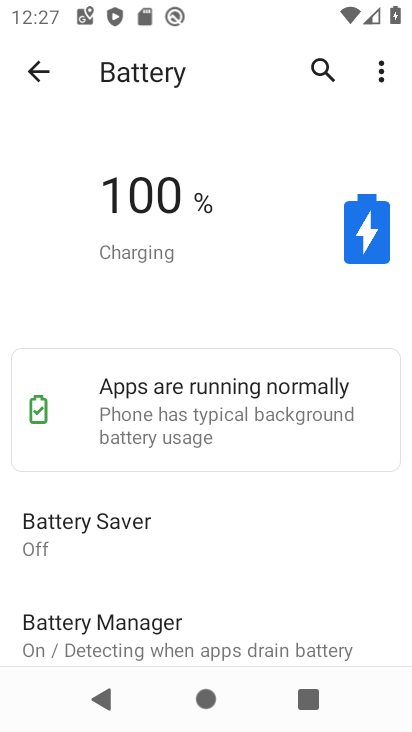 12:27
Battery
100 %
Charging
Apps are running normally
Phone has typical background
battery usage
Battery Saver
Off
Battery Manager
On / Detecting when apps drain battery